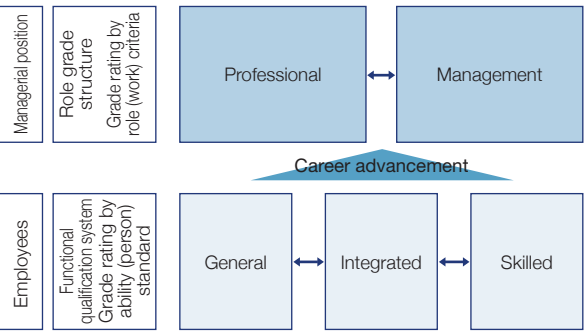 Managerial position
Role grade
structure
Grade rating by
role (work) criteria
Professional
Management
Career advancement
Employees
Functional
qualification system
Grade rating by
ability (person)
standard
General
Integrated
Skilled